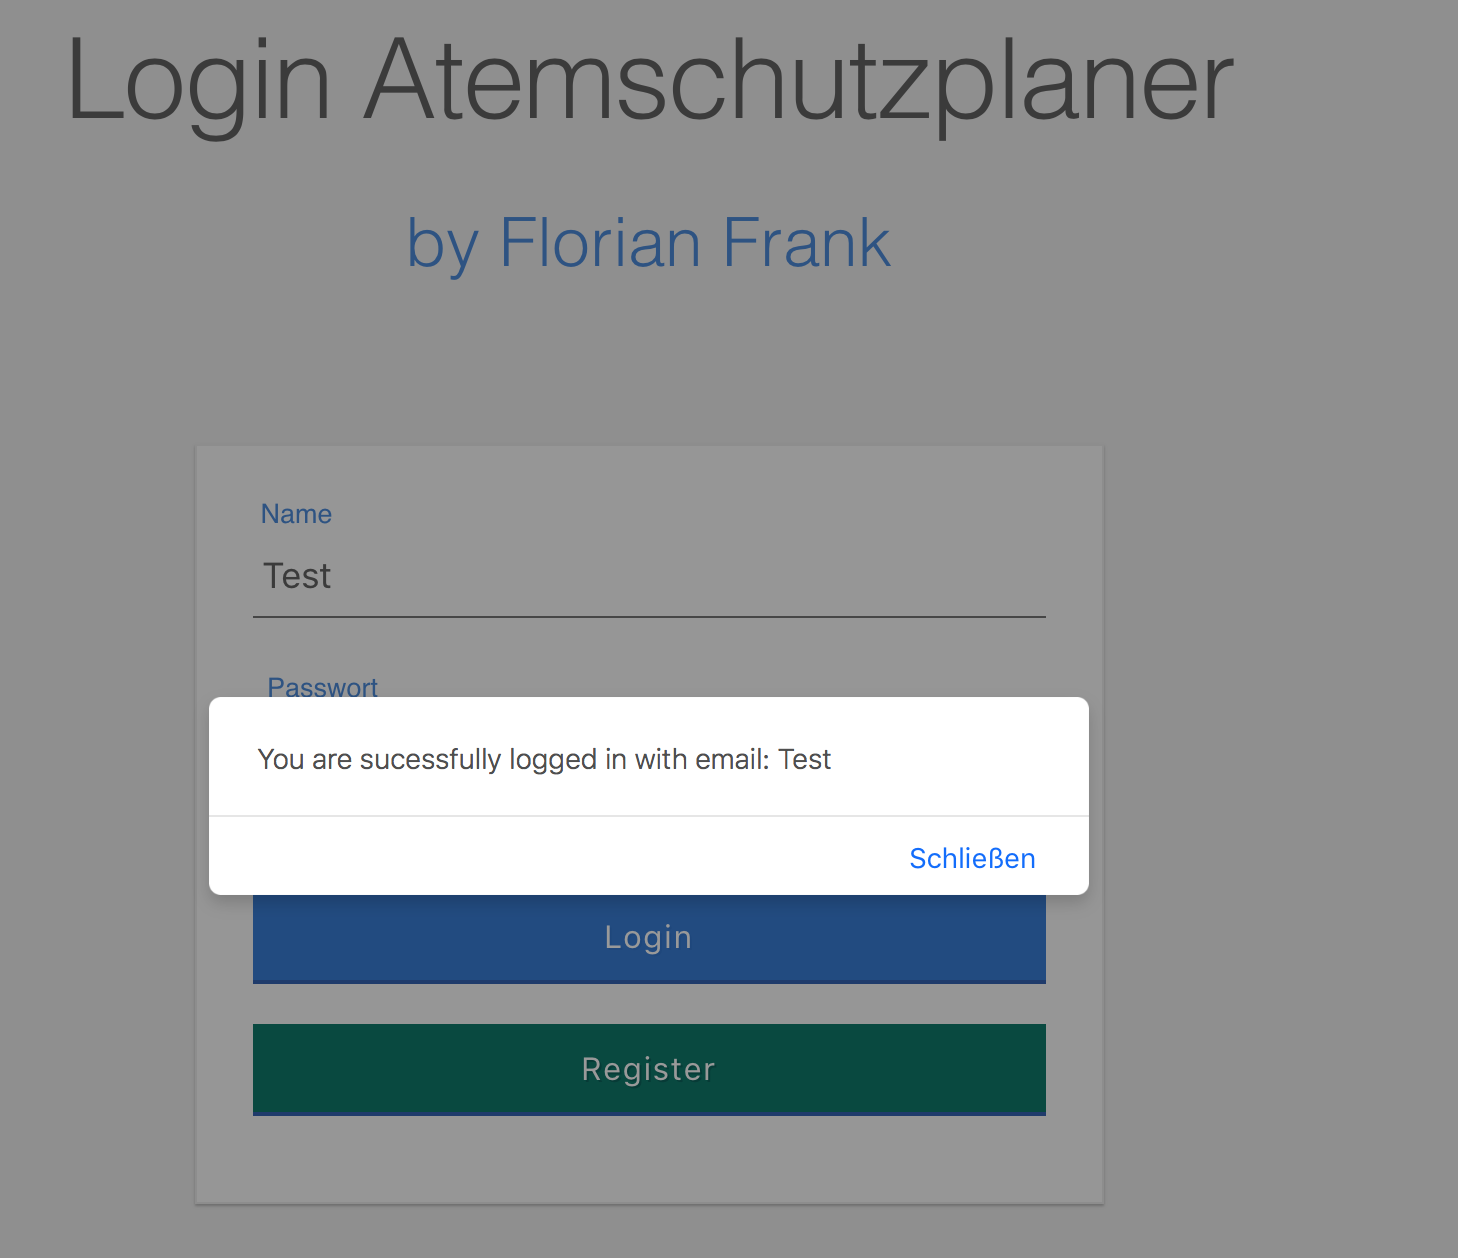 Login Atemschutzplaner
by Florian Frank
Name
Test
Passwort
You are sucessfully logged in with email: Test
Schließen
Login
Register